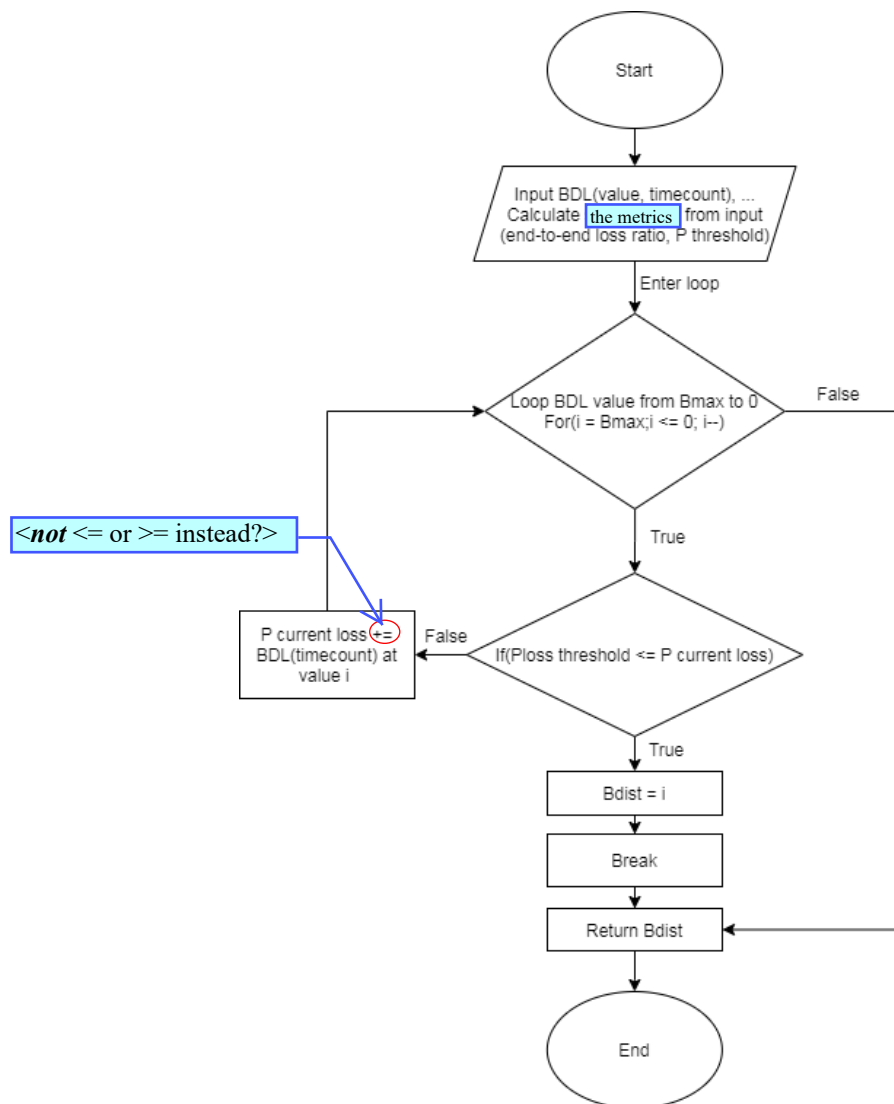 Start
Input BDL(value, timecount), ...
Calculate the metrics from input
(end-to-end loss ratio, P threshold)
Enter loop
Loop BDL value from Bmax to 0
For(i = Bmax;i <= 0; i--)
False
True
<not <= or >= instead?>
P current loss +=
BDL(timecount) at
value i
False
If(Ploss threshold <= P current loss)
True
Bdist = i
Break
Return Bdist
End